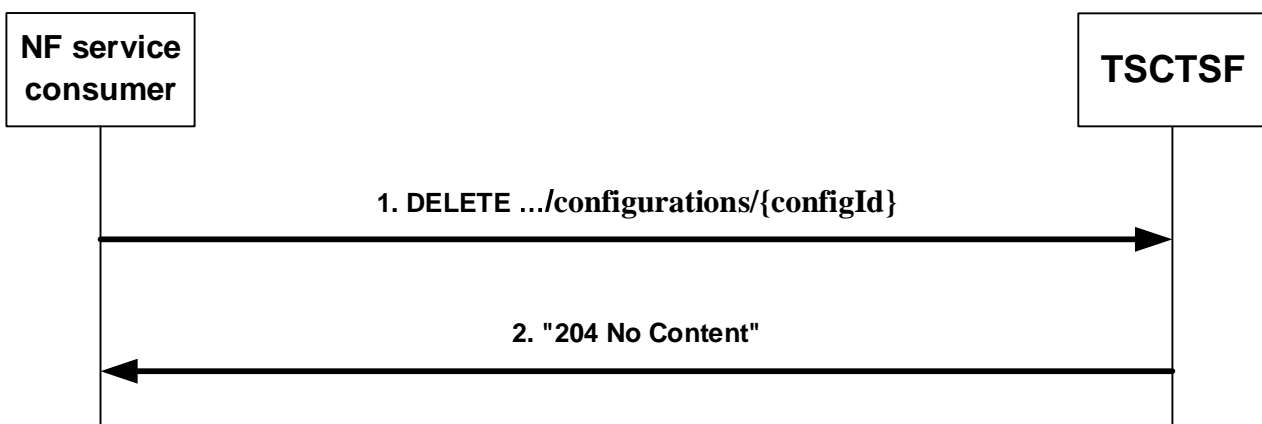 NF service
consumer
TSCTSF
1. DELETE …/configurations/{configId}
2. "204 No Content"